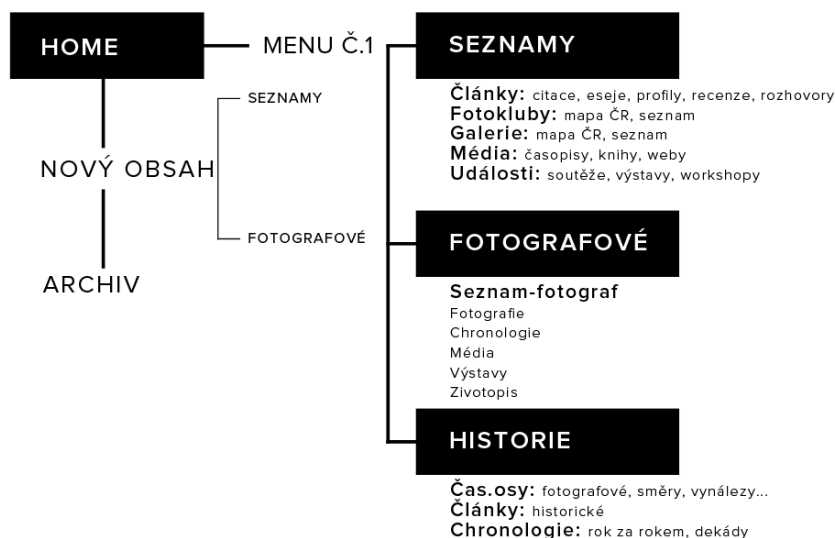 HOME
MENU Č.1
SEZNAMY
FOTOGRAFOVÉ
NOVÝ OBSAH
ARCHIV
SEZNAMY
Články: citace, eseje, profily, recenze, rozhovory
Fotokluby: mapa ČR, seznam
Galerie: mapa ČR, seznam
Média: časopisy, knihy, weby
Události: soutěže, výstavy, workshopy
FOTOGRAFOVÉ
Seznam-fotograf
Fotografie
Chronologie
Média
Výstavy
Zivotopis
HISTORIE
Čas.osy: fotografové, směry, vynálezy...
Články: historické
Chronologie: rok za rokem, dekády